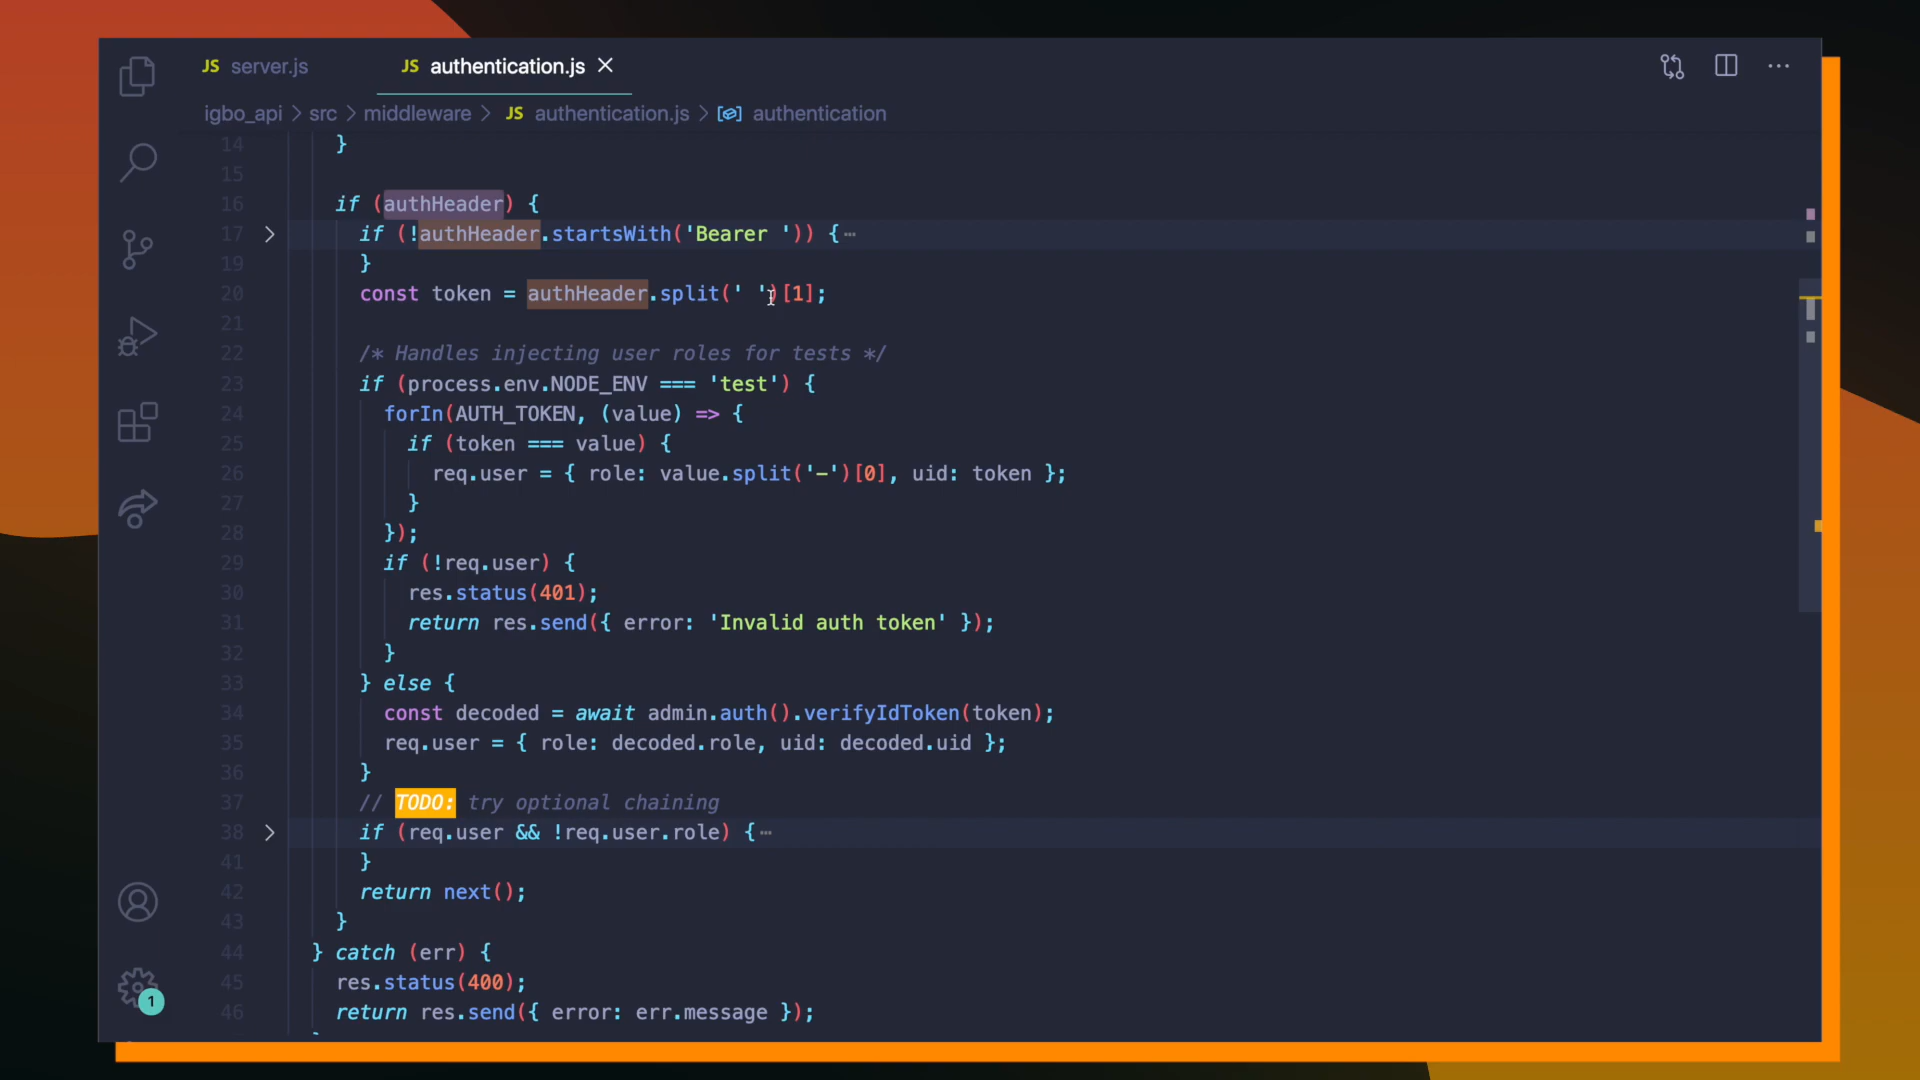 JS server.js
JS authentication.js
igbo_api > src > middleware > JS authentication.js > authentication
14 }
15
16 if (authHeader) {
17 if (!authHeader.startsWith('Bearer ')) {
19 }
20 const token = authHeader.split(' ')[1];
21
22 /* Handles injecting user roles for tests */
23 if (process.env.NODE_ENV === 'test') {
24 forIn(AUTH_TOKEN, (value) => {
25 if (token === value) {
26 req.user = { role: value.split('-')[0], uid: token };
27 }
28 });
29 if (!req.user) {
30 res.status(401);
31 return res.send({ error: 'Invalid auth token' });
32 }
33 } else {
34 const decoded = await admin.auth().verifyIdToken(token);
35 req.user = { role: decoded.role, uid: decoded.uid };
36 }
37 // TODO: try optional chaining
38 if (req.user && !req.user.role) {
41 }
42 return next();
43 }
44 } catch (err) {
45 res.status(400);
46 return res.send({ error: err.message });
1